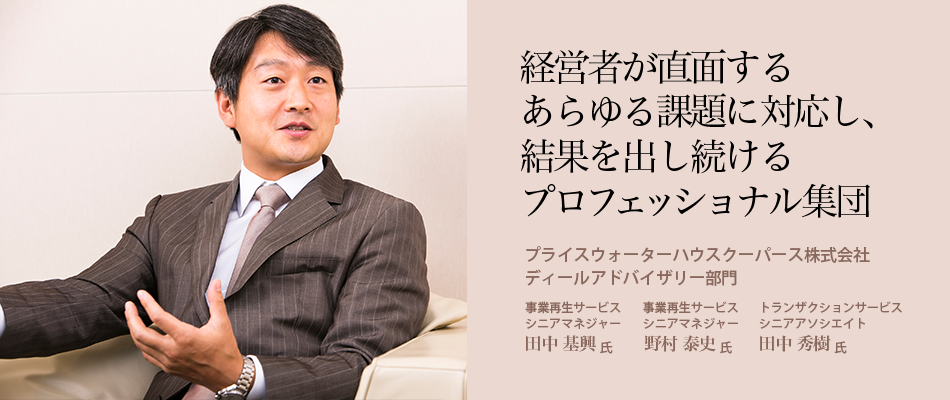 経営者が直面する
あらゆる課題に対応し、
結果を出し続ける
プロフェッショナル集団
プライスウォーターハウスクーパース株式会社
ディールアドバイザリー部門
事業再生サービス
シニアマネジャー
田中 基興 氏
事業再生サービス
シニアマネジャー
野村 泰史 氏
トランザクションサービス
シニアアソシエイト
田中 秀樹 氏